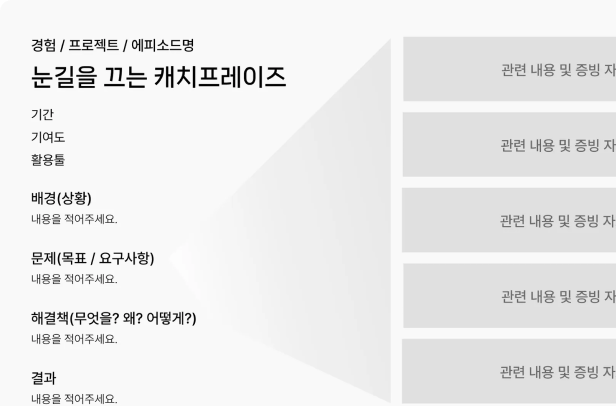 경험 / 프로젝트 / 에피소드명
눈길을 끄는 캐치프레이즈
기간
기여도
활용툴
배경(상황)
내용을 적어주세요.
문제(목표 / 요구사항)
내용을 적어주세요.
해결책(무엇을? 왜? 어떻게?)
내용을 적어주세요.
결과
내용을 적어주세요.
관련 내용 및 증빙 자
관련 내용 및 증빙 자
관련 내용 및 증빙 자
관련 내용 및 증빙 자
관련 내용 및 증빙 자